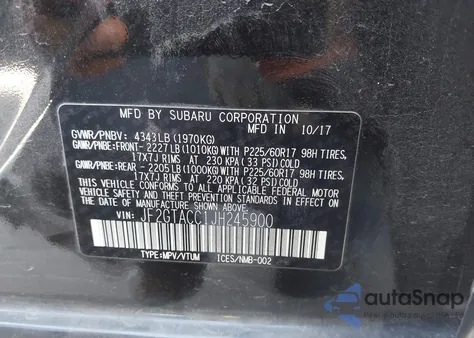 MFD BY SUBARU CORPORATION
MADE IN 10/17
GVWR/PNBV: 4343LB (1970KG)
GAWR/PNBE:FRONT- 2227LB(1010KG)WITH P225/60R17 98H TIRES,
17X7J RIMS AT 230 KPA(33 PSI)COLD
GAWR/PNBE:REAR -2205LB(1000KG)WITH P225/60R17 98H TIRES,
17X7J RIMS AT 220 KPA(32 PSI)COLD
THIS VEHICLE CONFORMS TO ALL APPLICABLE FEDERAL MOTOR
VEHICLE SAFETY AND THEFT PREVENTION STANDARDS IN
EFFECT ON THE DATE OF MANUFACTURE SHOWN ABOVE.
VIN: JF2GTACC1JH245900
TYPE:MPV/VTUM ICES/NMB-002
autoSnap
WIN YOUR CAR!